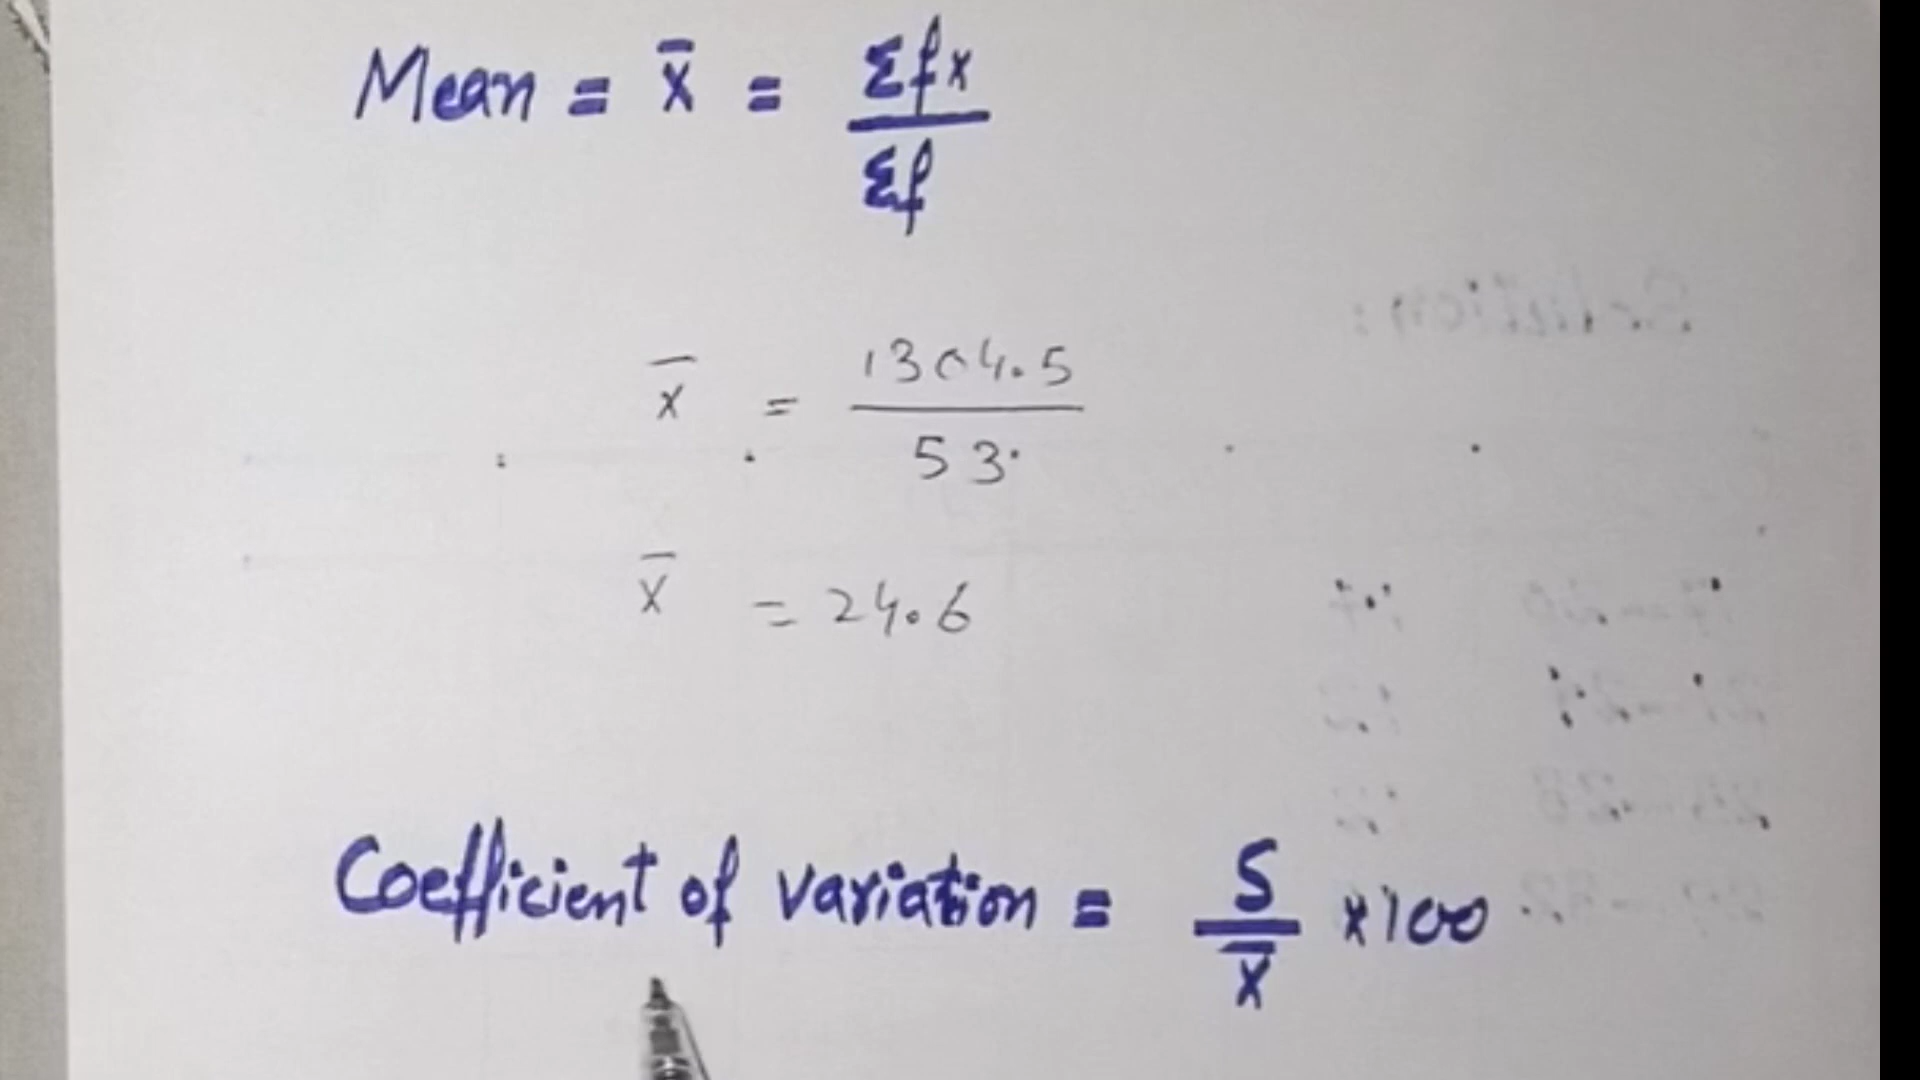 Mean = x̄ = Σfx / Σf
x̄ = 1304.5 / 53
x̄ = 24.6
Coefficient of variation = S / x̄ ×100